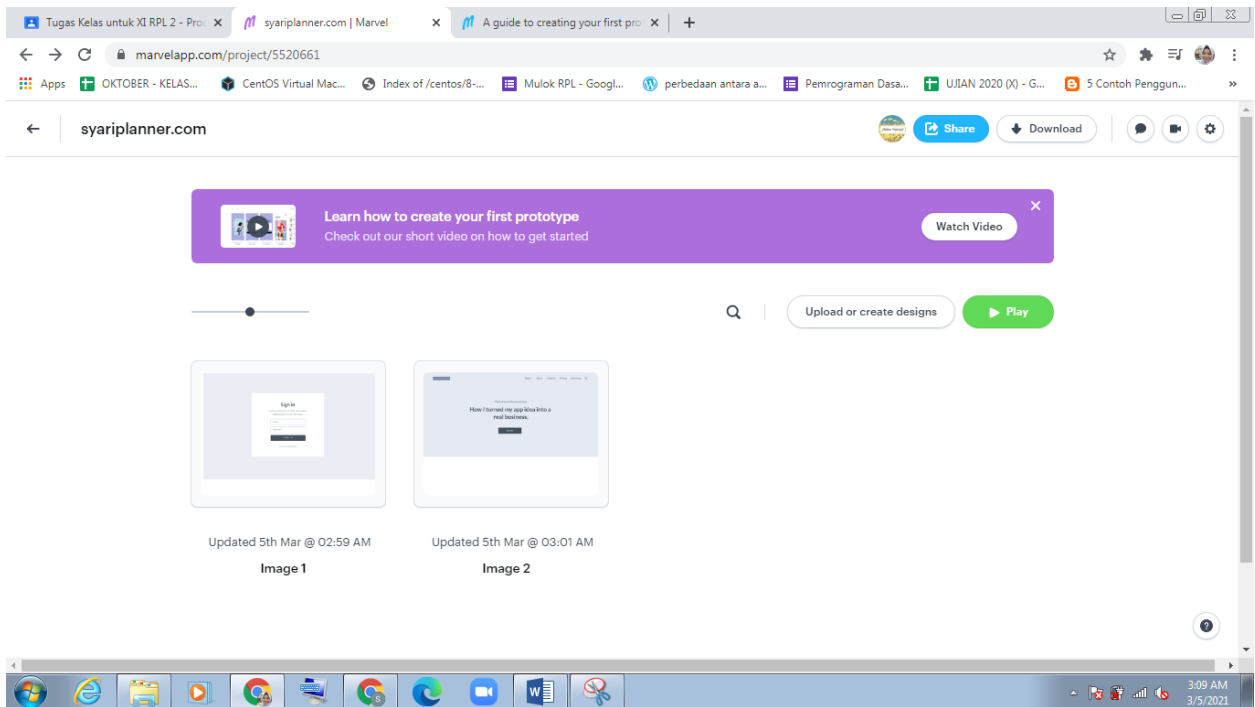 Tugas Kelas untuk XI RPL 2 - Proc
syariplanner.com | Marvel
A guide to creating your first pro
marvelapp.com/project/5520661
Apps
OKTOBER - KELAS...
CentOS Virtual Mac...
Index of /centos/8-...
Mulok RPL - Googl...
perbedaan antara a...
Pemrograman Dasa...
UJIAN 2020 (X) - G...
5 Contoh Penggun...
syariplanner.com
Share
Download
Learn how to create your first prototype
Check out our short video on how to get started
Watch Video
Upload or create designs
Play
Sign in
How I turned my app idea into a
real business.
Updated 5th Mar @ 02:59 AM
Image 1
Updated 5th Mar @ 03:01 AM
Image 2
3:09 AM
3/5/2021